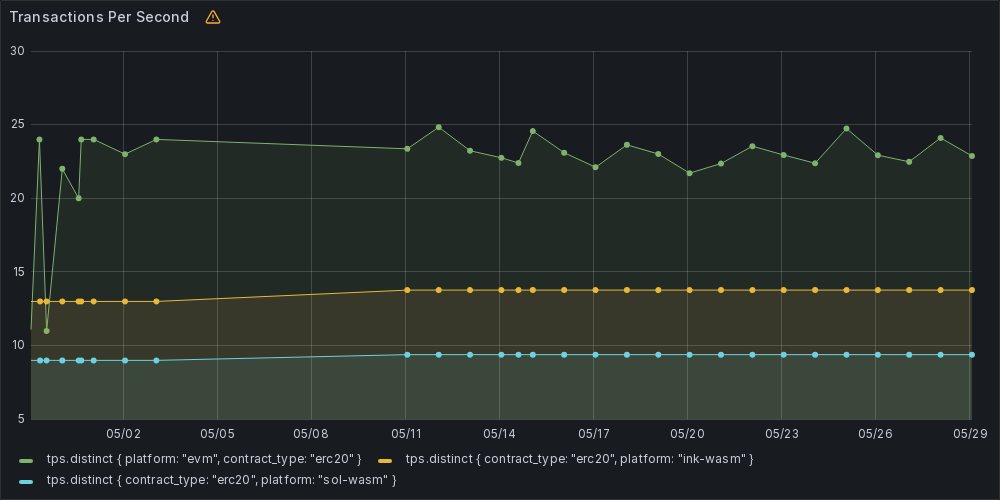 Transactions Per Second
30
25
20
15
10
5
05/02 05/05 05/08 05/11 05/14 05/17 05/20 05/23 05/26 05/29
tps.distinct { platform: "evm", contract_type: "erc20" } tps.distinct { contract_type: "erc20", platform: "ink-wasm" }
tps.distinct { contract_type: "erc20", platform: "sol-wasm" }